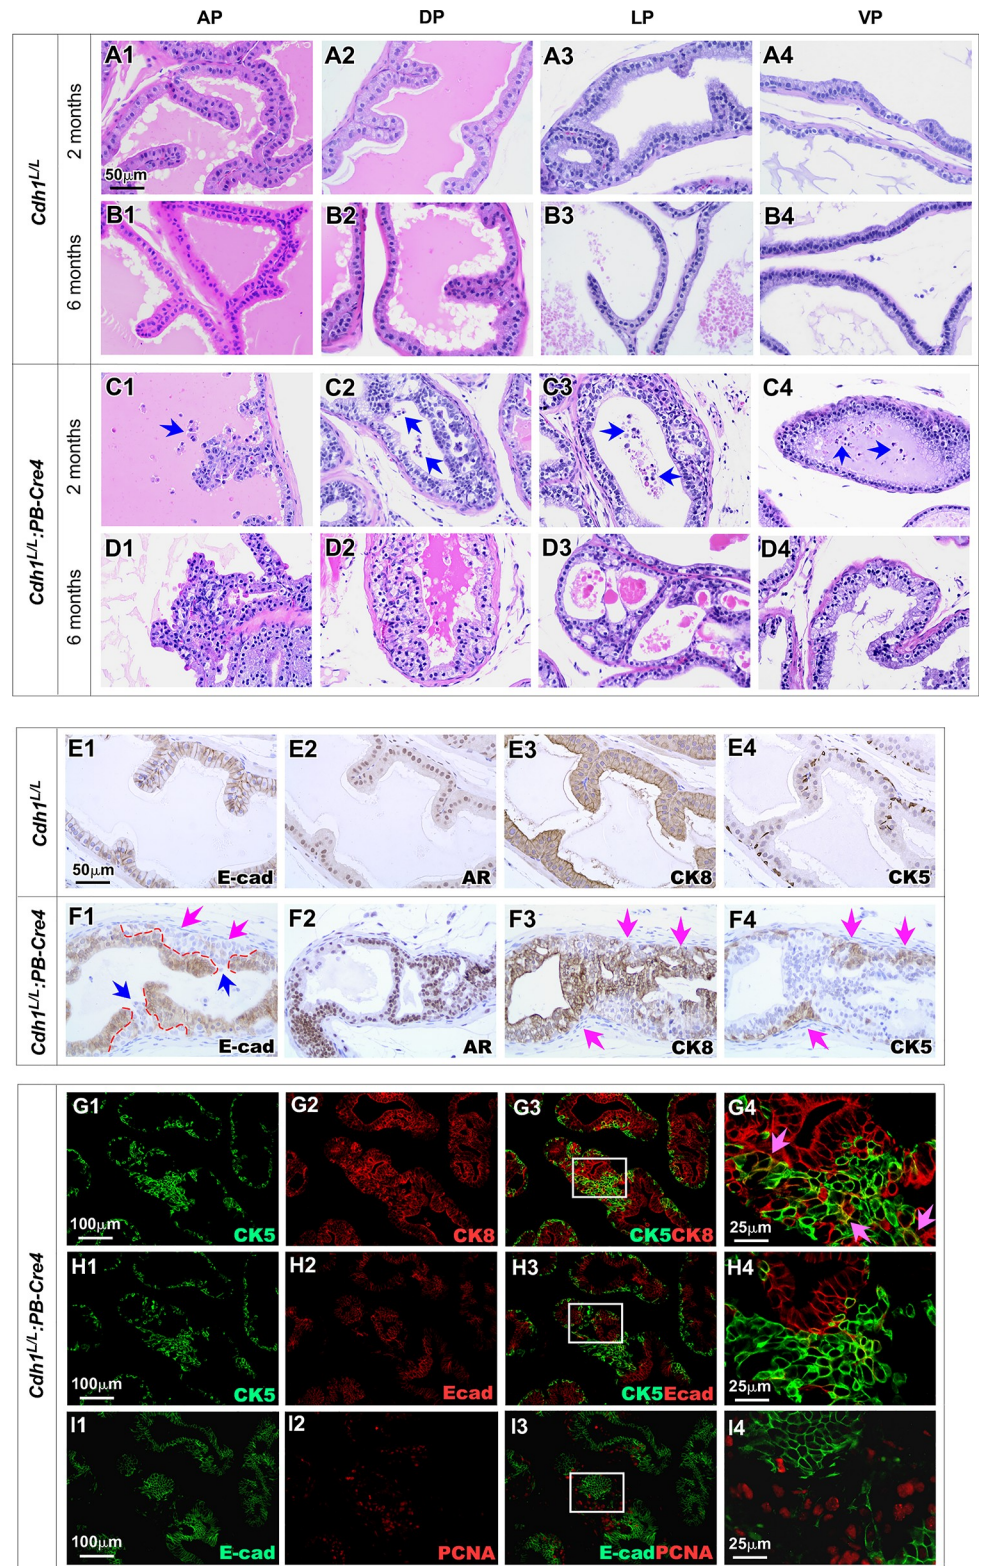 AP DP LP VP
Cdh1L/L
2 months
A1 A2 A3 A4
50μm
6 months
B1 B2 B3 B4
Cdh1L/L;PB-Cre4
2 months
C1 C2 C3 C4
6 months
D1 D2 D3 D4
Cdh1L/L
E1 E2 E3 E4
50μm E-cad AR CK8 CK5
Cdh1L/L;PB-Cre4
F1 F2 F3 F4
E-cad AR CK8 CK5
Cdh1L/L;PB-Cre4
G1 G2 G3 G4
100μm CK5 CK8 CK5CK8 25μm
H1 H2 H3 H4
100μm CK5 Ecad CK5Ecad 25μm
I1 I2 I3 I4
100μm E-cad PCNA E-cadPCNA 25μm